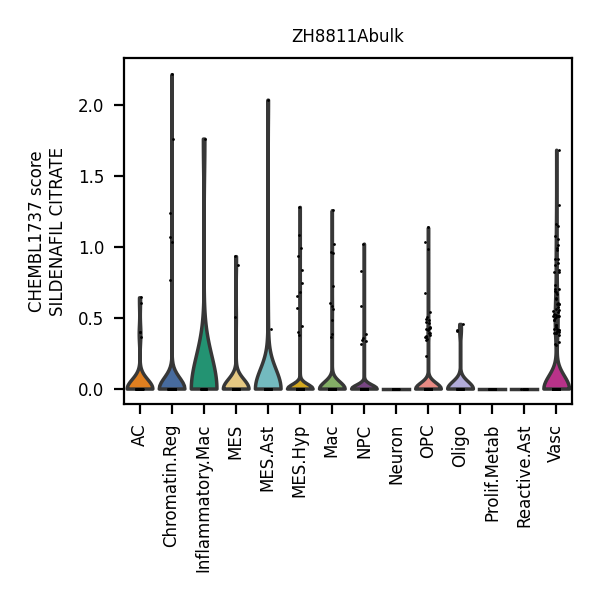 ZH8811Abulk
CHEMBL1737 score
SILDENAFIL CITRATE
2.0
1.5
1.0
0.5
0.0
AC
Chromatin.Reg
Inflammatory.Mac
MES
MES.Ast
MES.Hyp
Mac
NPC
Neuron
OPC
Oligo
Prolif.Metab
Reactive.Ast
Vasc